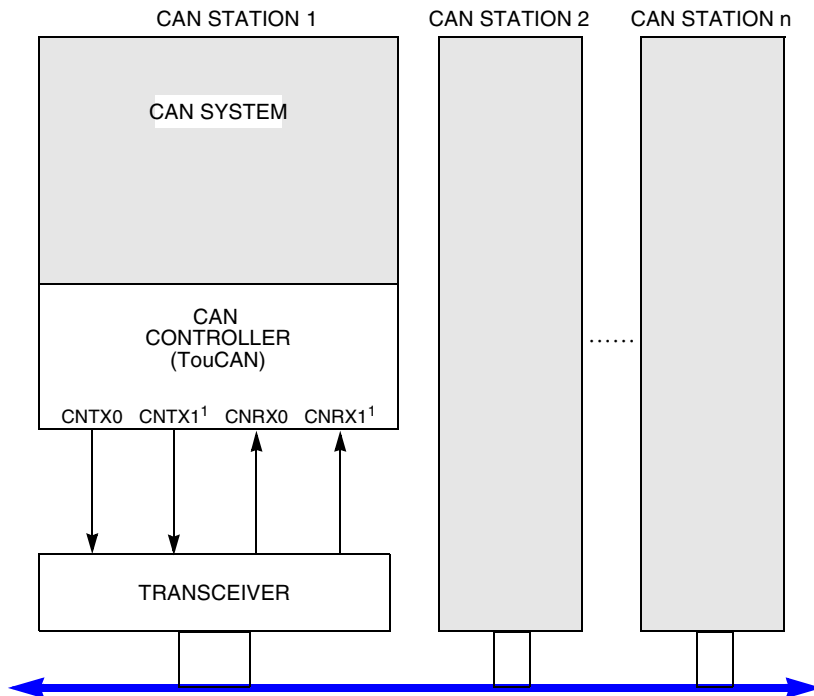 CAN STATION 1
CAN STATION 2
CAN STATION n
CAN SYSTEM
CAN
CONTROLLER
(TouCAN)
......
CNTX0 CNTX1¹ CNRX0 CNRX1¹
TRANSCEIVER